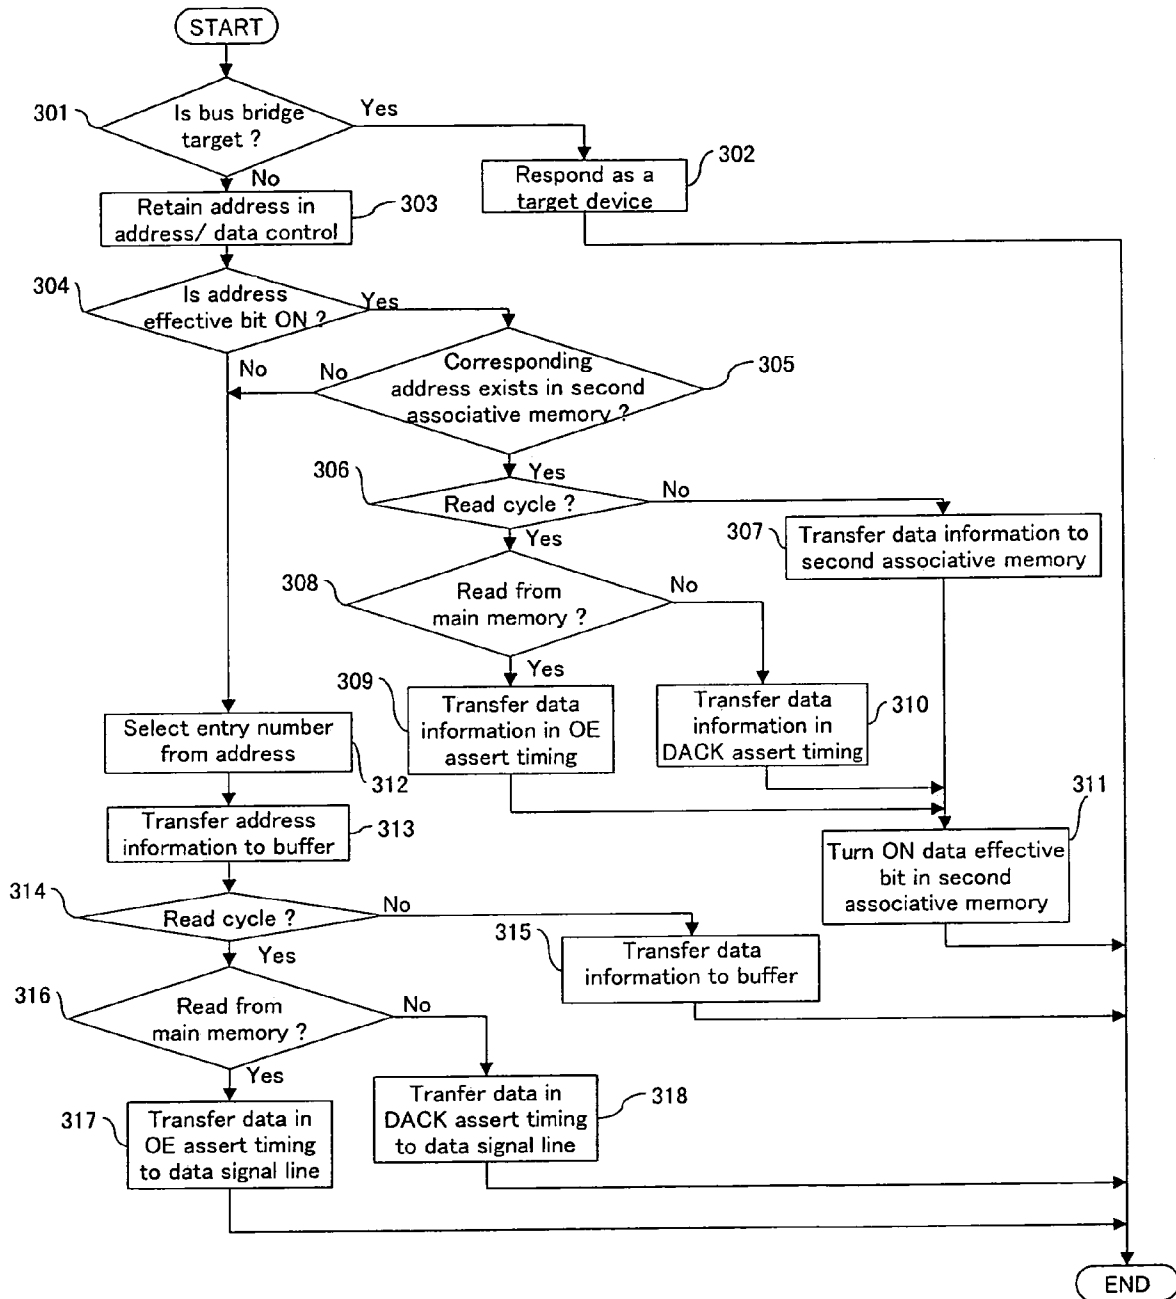 START
301
Is bus bridge
target ?
Yes
No
302
Respond as a
target device
303
Retain address in
address/ data control
304
Is address
effective bit ON ?
Yes
No
305
Corresponding
address exists in second
associative memory ?
No
Yes
306
Read cycle ?
No
Yes
307
Transfer data information to
second associative memory
308
Read from
main memory ?
No
Yes
309
Transfer data
information in OE
assert timing
310
Transfer data
information in
DACK assert timing
311
Turn ON data effective
bit in second
associative memory
Select entry number
from address
312
Transfer address
information to buffer
313
314
Read cycle ?
No
Yes
315
Transfer data
information to buffer
316
Read from
main memory ?
No
Yes
317
Transfer data in
OE assert timing
to data signal line
Tranfer data in
DACK assert timing
to data signal line
318
END